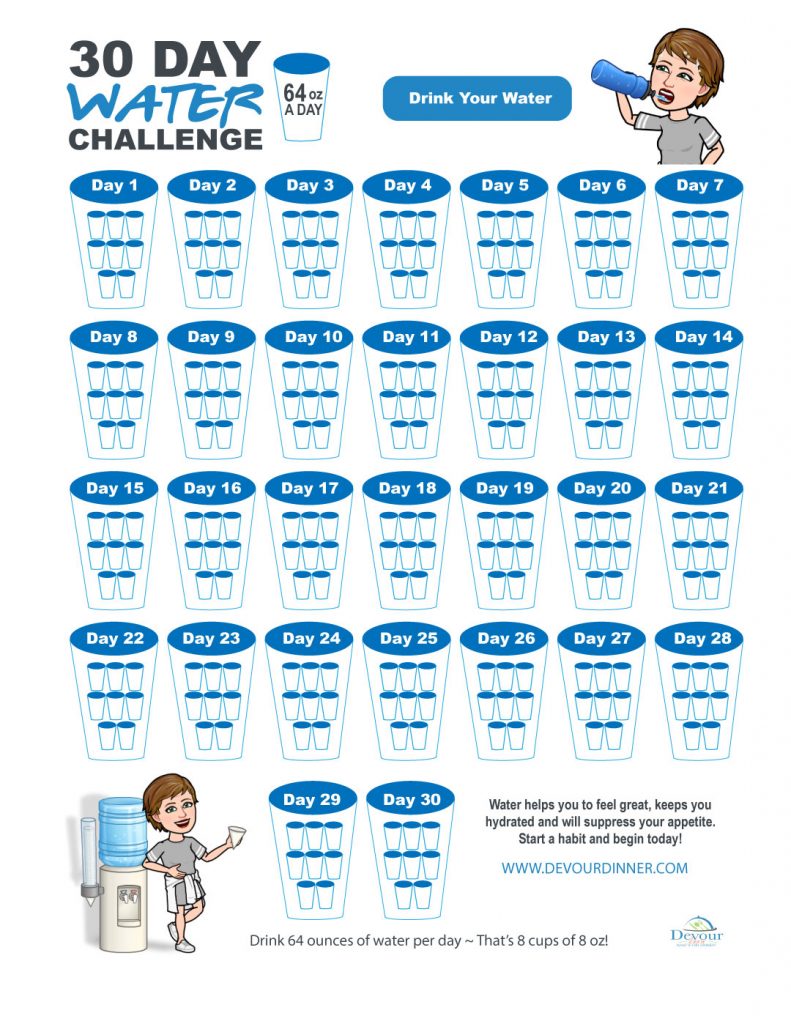 30 DAY
WATER
CHALLENGE
64 oz
A DAY
Drink Your Water
Day 1 Day 2 Day 3 Day 4 Day 5 Day 6 Day 7
Day 8 Day 9 Day 10 Day 11 Day 12 Day 13 Day 14
Day 15 Day 16 Day 17 Day 18 Day 19 Day 20 Day 21
Day 22 Day 23 Day 24 Day 25 Day 26 Day 27 Day 28
Day 29 Day 30
Water helps you to feel great, keeps you
hydrated and will suppress your appetite.
Start a habit and begin today!
WWW.DEVOURDINNER.COM
Drink 64 ounces of water per day ~ That's 8 cups of 8 oz!
Devour